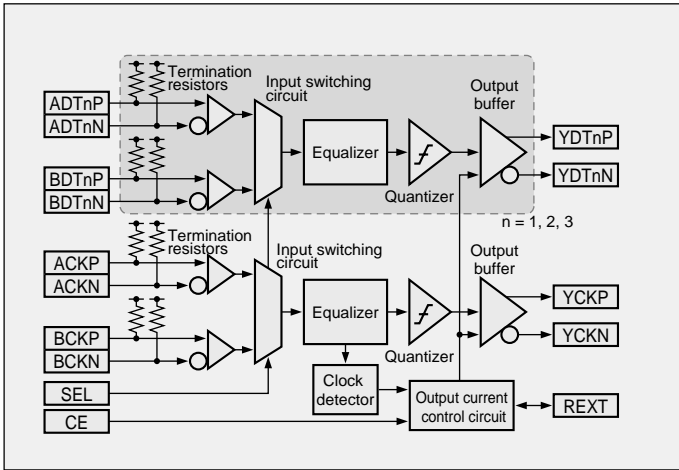 Termination
resistors
Input switching
circuit
Output
buffer
ADTnP
ADTnN
BDTnP
BDTnN
Equalizer
Quantizer
YDTnP
YDTnN
n = 1, 2, 3
Termination
resistors
Input switching
circuit
Output
buffer
ACKP
ACKN
BCKP
BCKN
Equalizer
Quantizer
YCKP
YCKN
SEL
CE
Clock
detector
Output current
control circuit
REXT